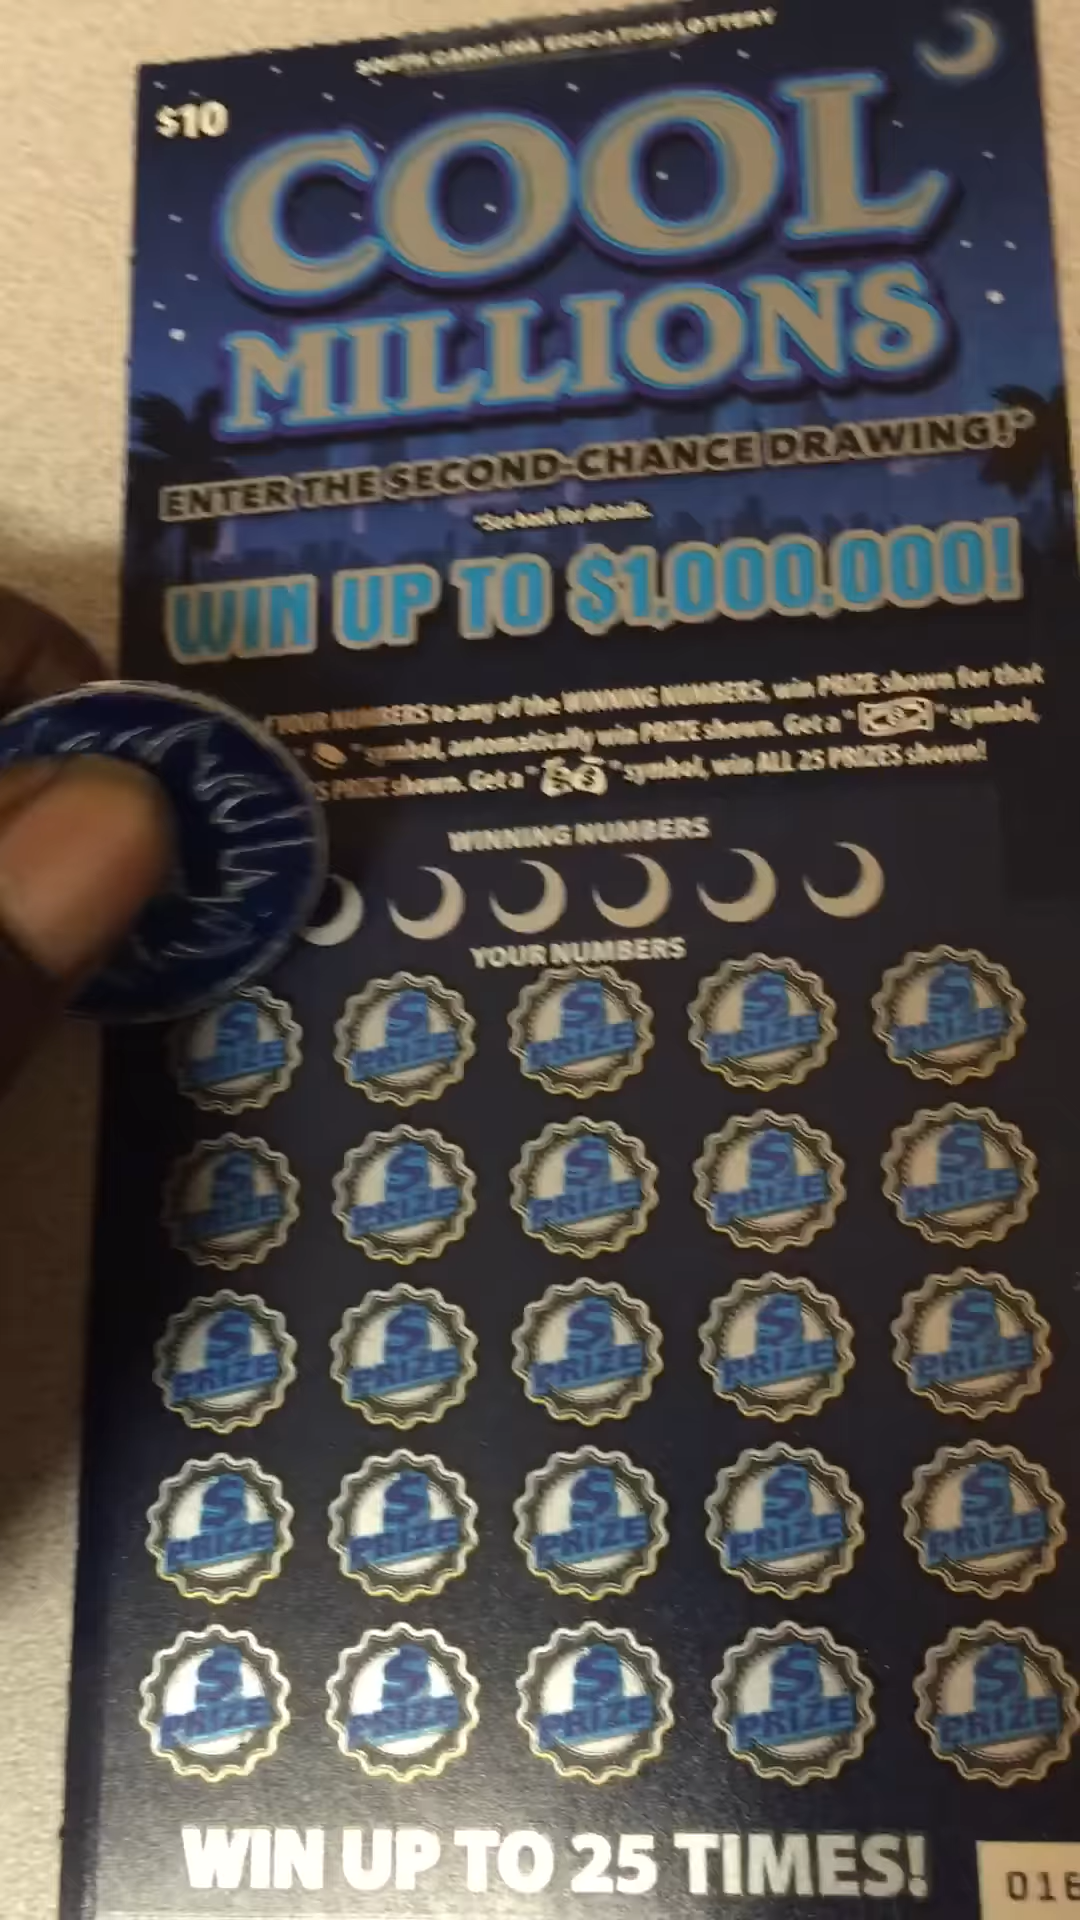 SOUTH CAROLINA EDUCATION LOTTERY
$10
COOL
MILLIONS
ENTER THE SECOND-CHANCE DRAWING!*
*See back for details.
WIN UP TO $1,000,000!
YOUR NUMBERS to any of the WINNING NUMBERS, win PRIZE shown for that
" " symbol, automatically win PRIZE shown. Get a " " symbol,
PRIZE shown. Get a " " symbol, win ALL 25 PRIZES shown!
WINNING NUMBERS
YOUR NUMBERS
$ PRIZE $ PRIZE $ PRIZE $ PRIZE $ PRIZE
$ PRIZE $ PRIZE $ PRIZE $ PRIZE $ PRIZE
$ PRIZE $ PRIZE $ PRIZE $ PRIZE $ PRIZE
$ PRIZE $ PRIZE $ PRIZE $ PRIZE $ PRIZE
$ PRIZE $ PRIZE $ PRIZE $ PRIZE $ PRIZE
WIN UP TO 25 TIMES!
016